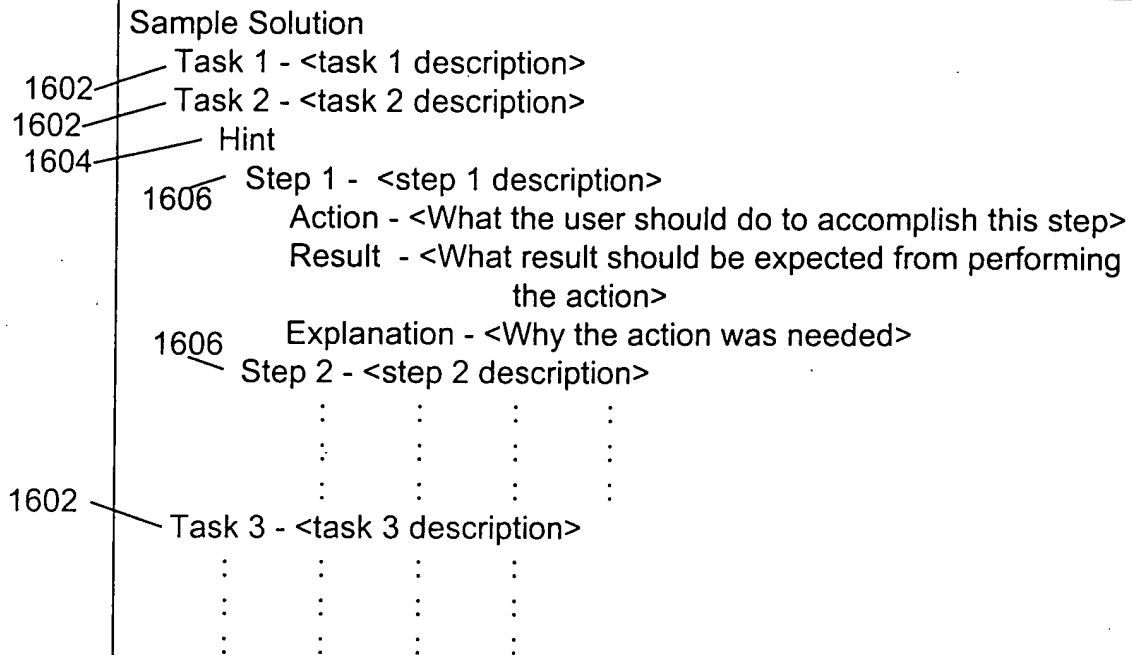 Sample Solution
1602 Task 1 - <task 1 description>
1602 Task 2 - <task 2 description>
1604 Hint
1606 Step 1 - <step 1 description>
Action - <What the user should do to accomplish this step>
Result - <What result should be expected from performing
the action>
Explanation - <Why the action was needed>
1606 Step 2 - <step 2 description>
: : : :
: : : :
: : : :
1602 Task 3 - <task 3 description>
: : : :
: : : :
: : : :